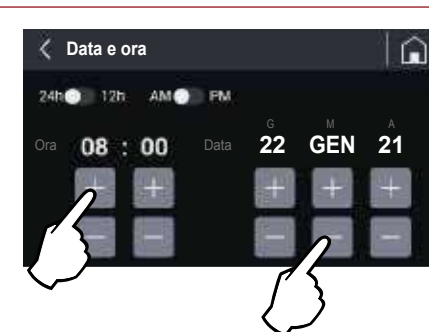 Data e ora
24h 12h AM PM
G M A
Ora 08 : 00 Data 22 GEN 21
+ + + + +
- - - - -